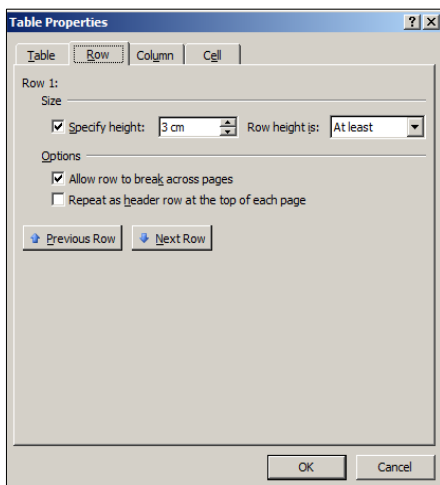 Table Properties
Table Row Column Cell
Row 1:
Size
Specify height: 3 cm Row height is: At least
Options
Allow row to break across pages
Repeat as header row at the top of each page
Previous Row Next Row
OK Cancel